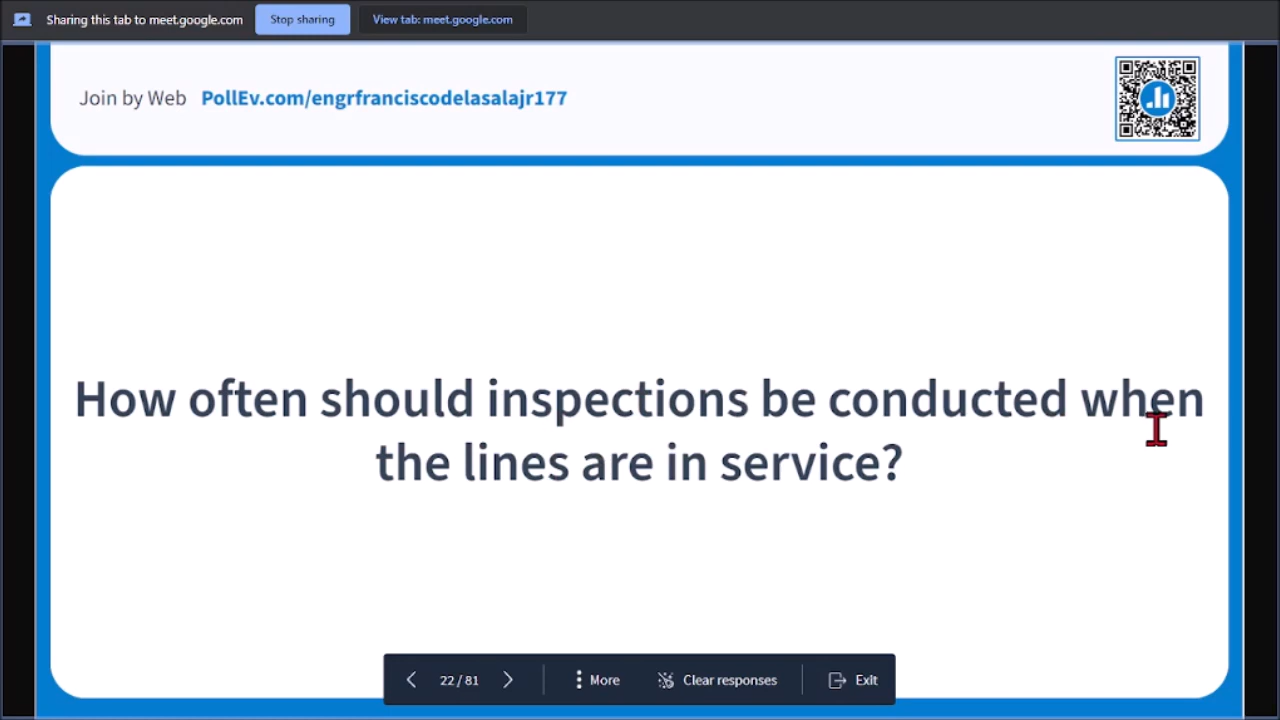 Sharing this tab to meet.google.com Stop sharing View tab: meet.google.com
Join by Web PollEv.com/engrfranciscodelasalajr177
How often should inspections be conducted when
the lines are in service?
22 / 81 More Clear responses Exit